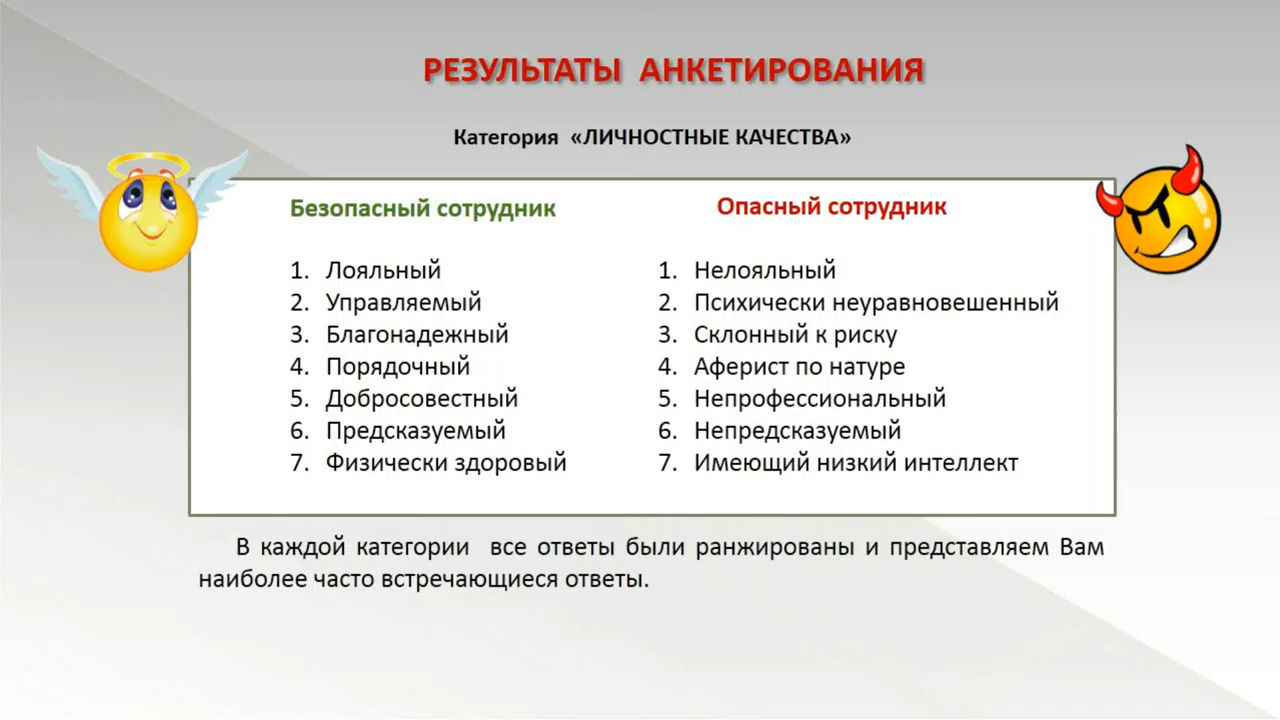 РЕЗУЛЬТАТЫ АНКЕТИРОВАНИЯ
Категория «ЛИЧНОСТНЫЕ КАЧЕСТВА»
Безопасный сотрудник
1. Лояльный
2. Управляемый
3. Благонадежный
4. Порядочный
5. Добросовестный
6. Предсказуемый
7. Физически здоровый
Опасный сотрудник
1. Нелояльный
2. Психически неуравновешенный
3. Склонный к риску
4. Аферист по натуре
5. Непрофессиональный
6. Непредсказуемый
7. Имеющий низкий интеллект
В каждой категории все ответы были ранжированы и представляем Вам
наиболее часто встречающиеся ответы.